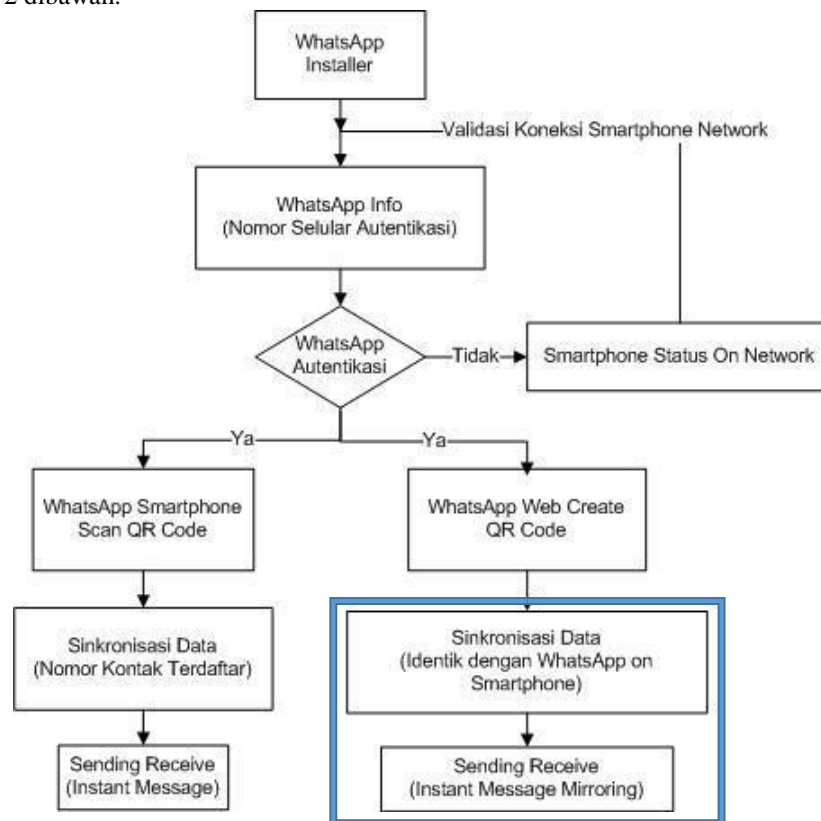 2 dibawah.
WhatsApp
Installer
Validasi Koneksi Smartphone Network
WhatsApp Info
(Nomor Selular Autentikasi)
WhatsApp
Autentikasi
Tidak
Smartphone Status On Network
Ya
Ya
WhatsApp Smartphone
Scan QR Code
WhatsApp Web Create
QR Code
Sinkronisasi Data
(Nomor Kontak Terdaftar)
Sinkronisasi Data
(Identik dengan WhatsApp on
Smartphone)
Sending Receive
(Instant Message)
Sending Receive
(Instant Message Mirroring)